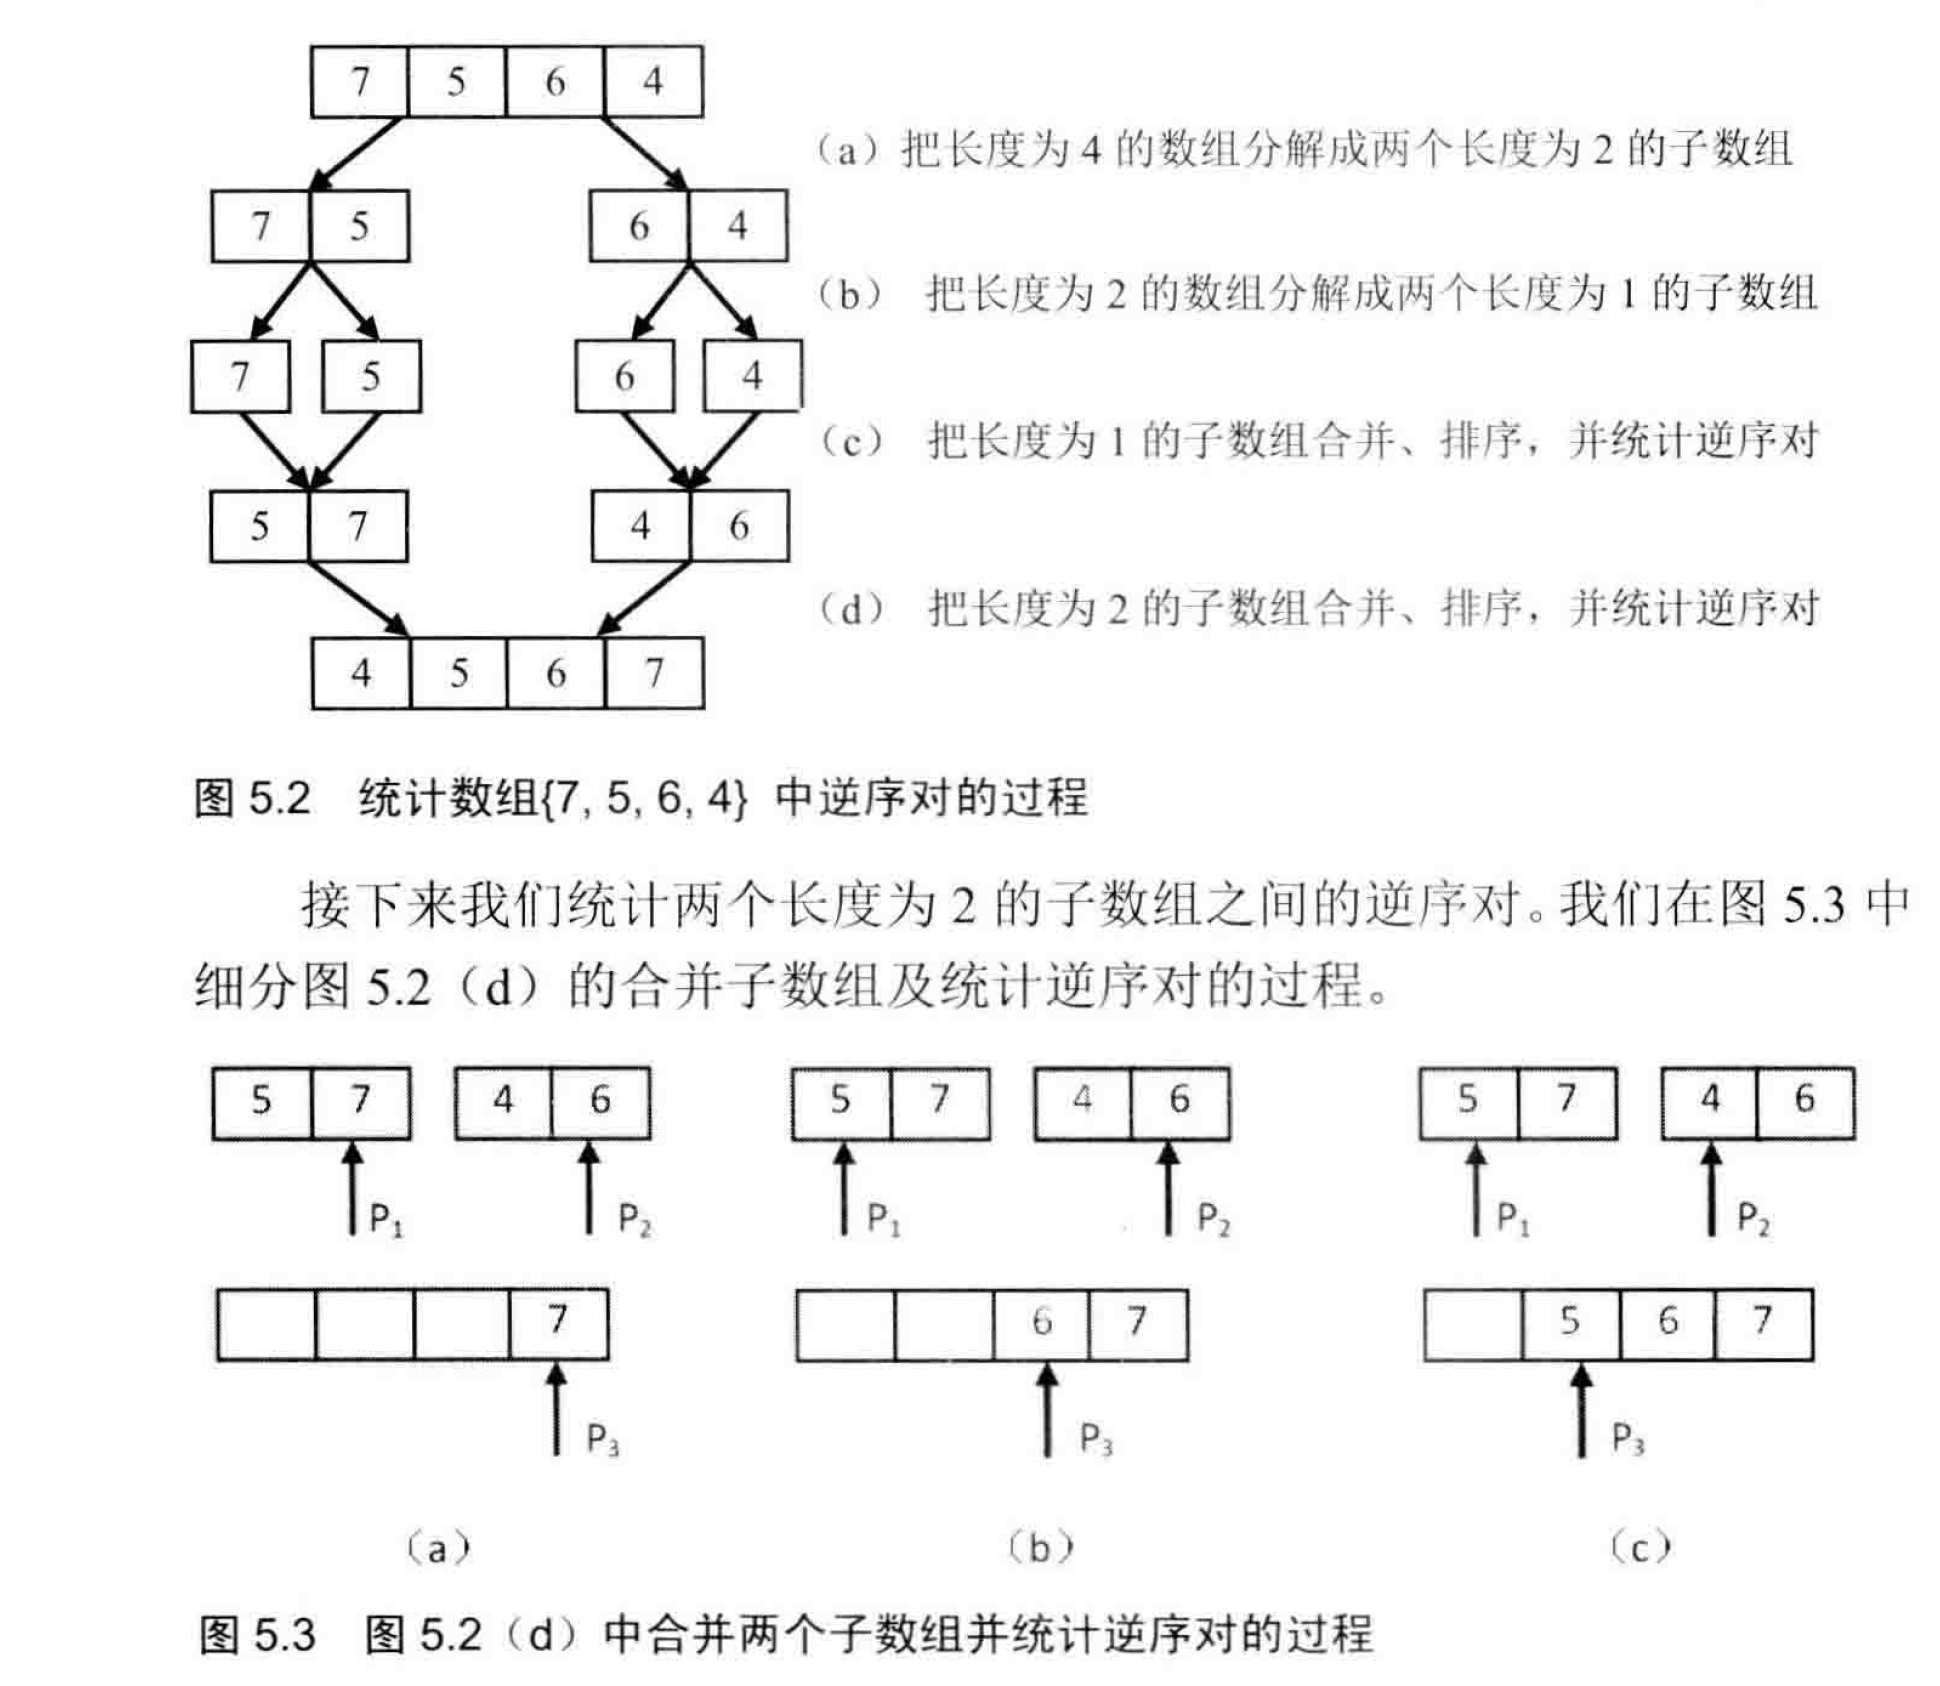 7 5 6 4
（a）把长度为 4 的数组分解成两个长度为 2 的子数组
7 5 6 4
（b） 把长度为 2 的数组分解成两个长度为 1 的子数组
7 5 6 4
（c） 把长度为 1 的子数组合并、排序，并统计逆序对
5 7 4 6
（d） 把长度为 2 的子数组合并、排序，并统计逆序对
4 5 6 7
图 5.2 统计数组{7, 5, 6, 4} 中逆序对的过程
接下来我们统计两个长度为 2 的子数组之间的逆序对。我们在图 5.3 中
细分图 5.2（d）的合并子数组及统计逆序对的过程。
5 7 4 6 5 7 4 6 5 7 4 6
P1 P2 P1 P2 P1 P2
7 6 7 5 6 7
P3 P3 P3
（a） （b） （c）
图 5.3 图 5.2（d）中合并两个子数组并统计逆序对的过程